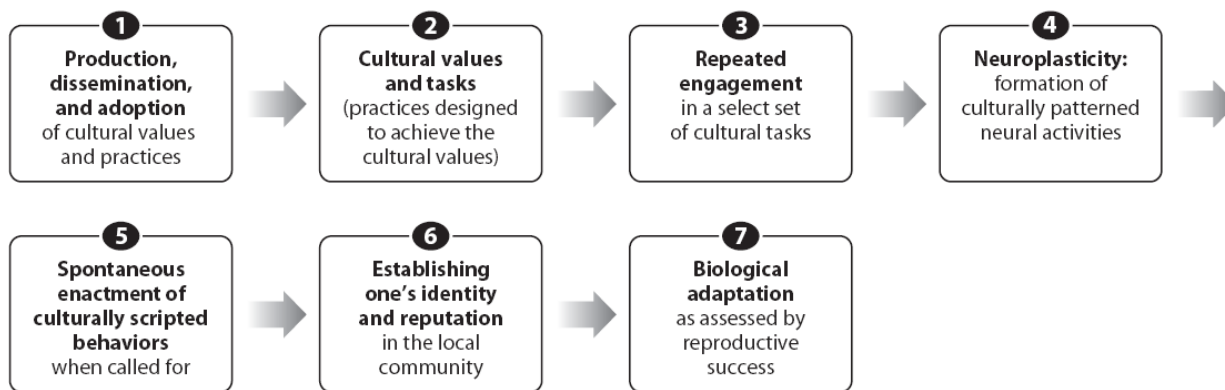 1
Production,
dissemination,
and adoption
of cultural values
and practices
2
Cultural values
and tasks
(practices designed
to achieve the
cultural values)
3
Repeated
engagement
in a select set
of cultural tasks
4
Neuroplasticity:
formation of
culturally patterned
neural activities
5
Spontaneous
enactment of
culturally scripted
behaviors
when called for
6
Establishing
one's identity
and reputation
in the local
community
7
Biological
adaptation
as assessed by
reproductive
success